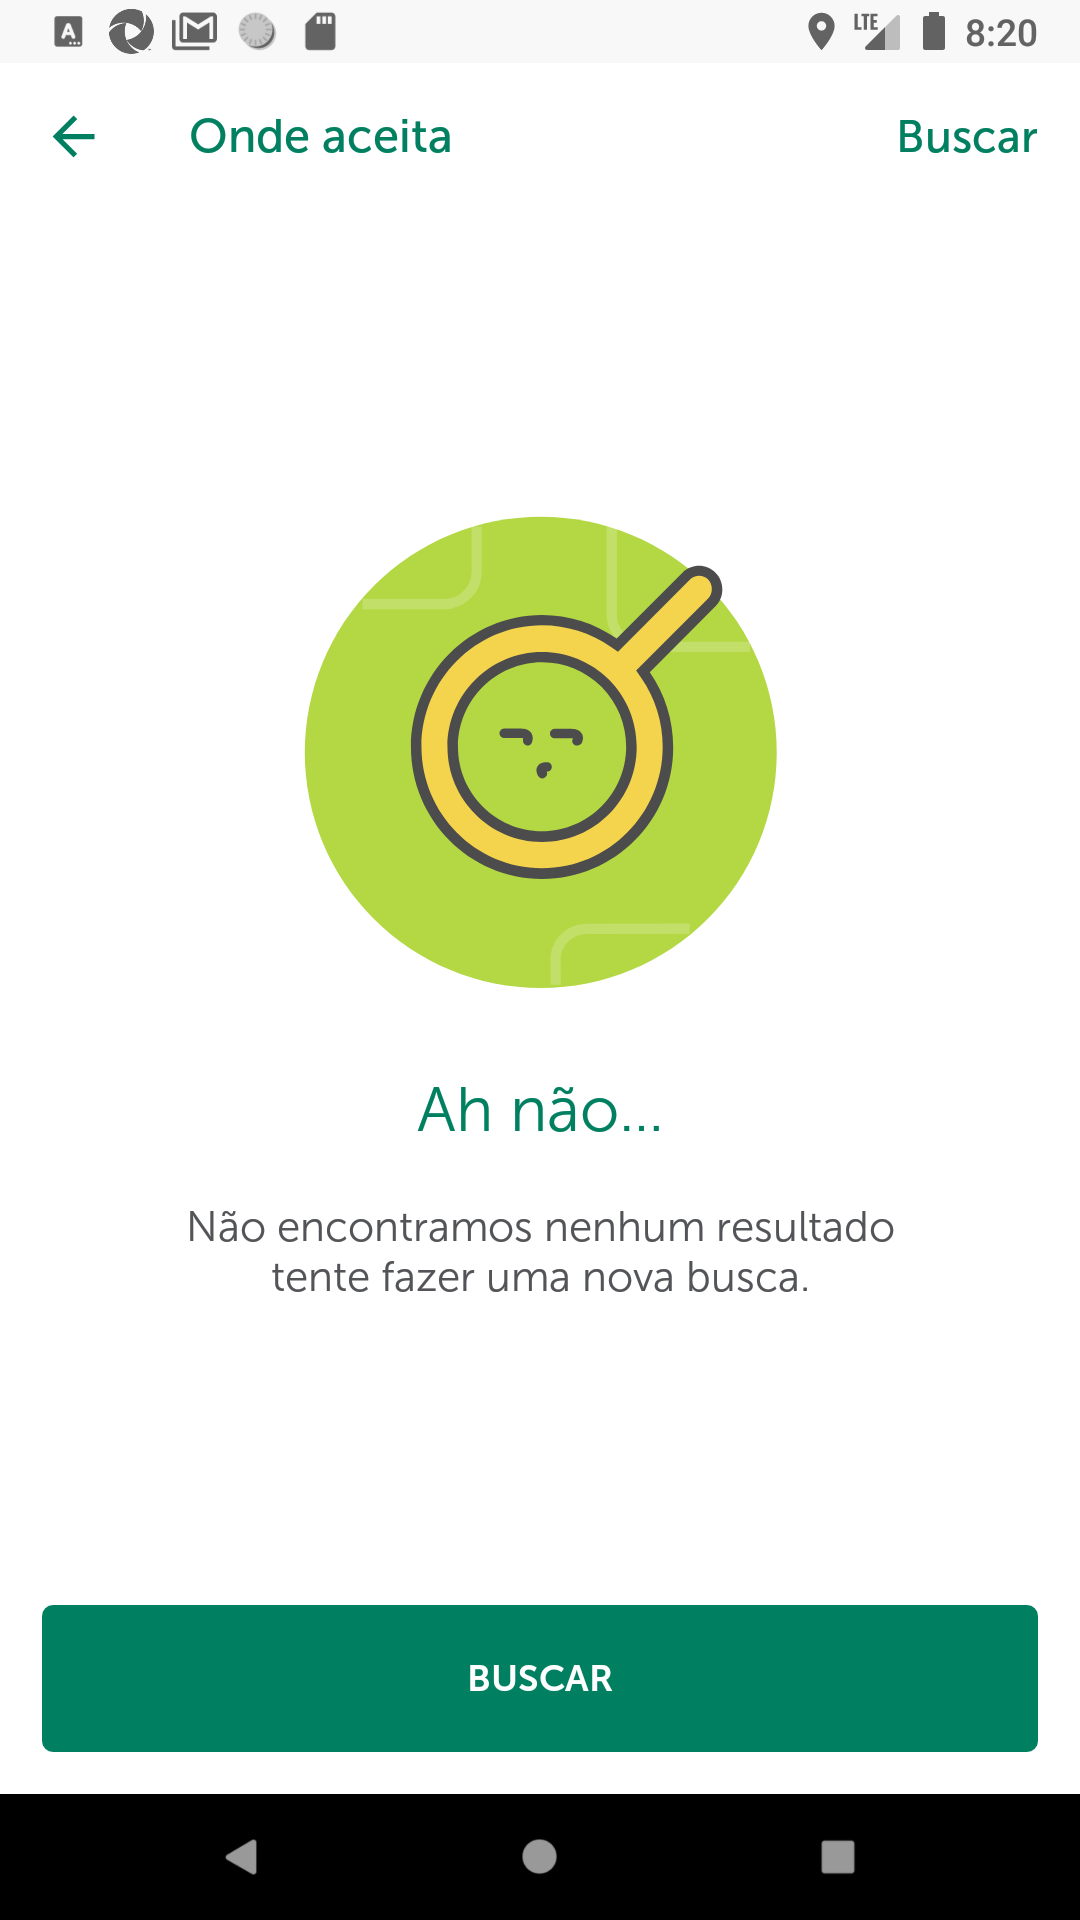 A
LTE
8:20
Onde aceita
Buscar
Ah não...
Não encontramos nenhum resultado
tente fazer uma nova busca.
BUSCAR